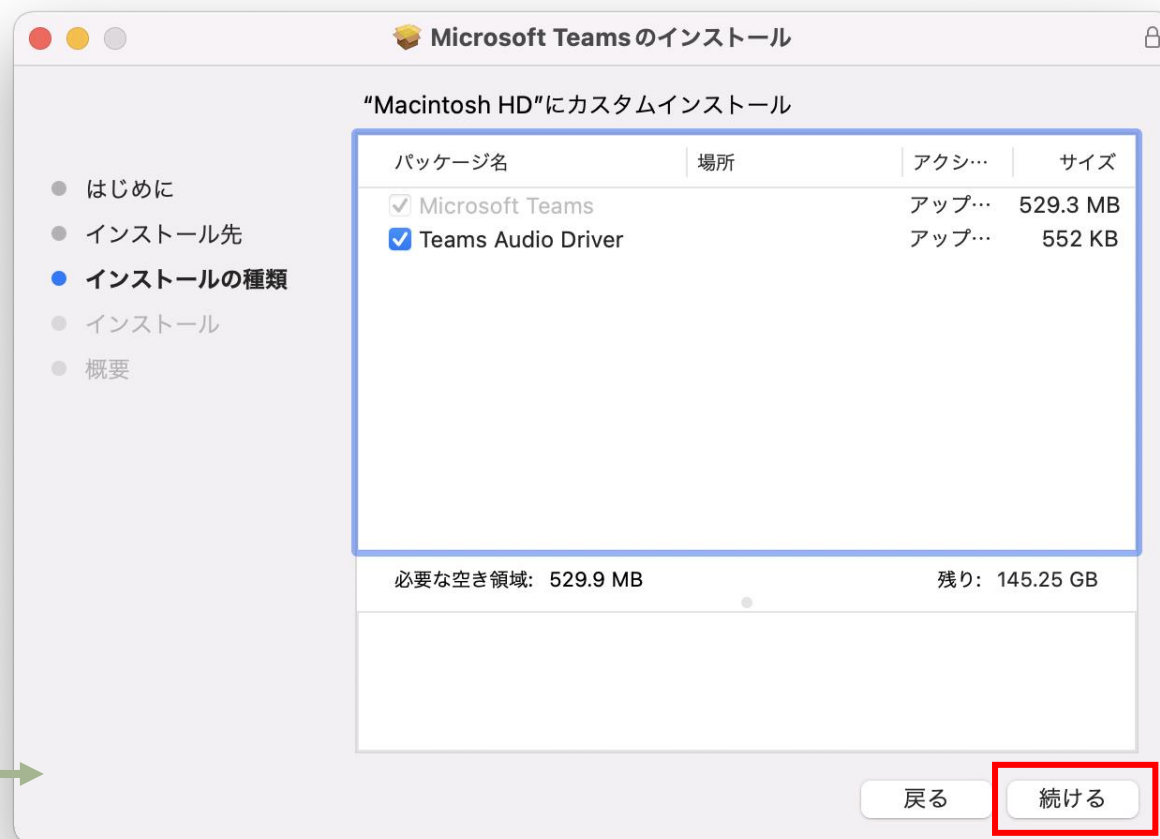 Microsoft Teamsのインストール
“Macintosh HD”にカスタムインストール
はじめに
インストール先
インストールの種類
インストール
概要
パッケージ名 場所 アクシ… サイズ
Microsoft Teams アップ… 529.3 MB
Teams Audio Driver アップ… 552 KB
必要な空き領域: 529.9 MB 残り: 145.25 GB
戻る 続ける